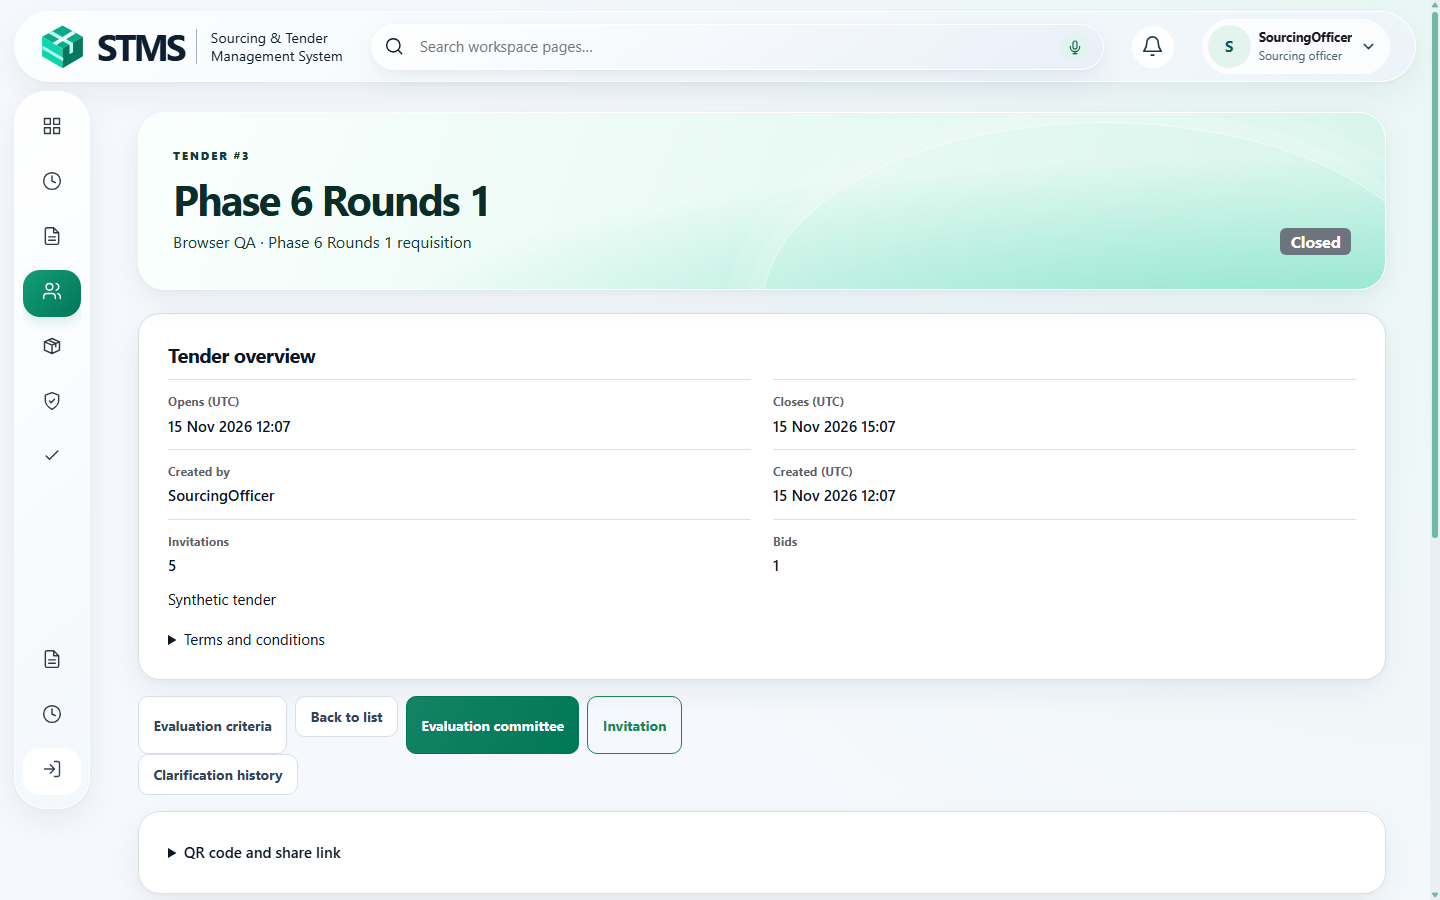 STMS
Sourcing & Tender
Management System
Search workspace pages...
S
SourcingOfficer
Sourcing officer
TENDER #3
Phase 6 Rounds 1
Browser QA · Phase 6 Rounds 1 requisition
Closed
Tender overview
Opens (UTC)
15 Nov 2026 12:07
Closes (UTC)
15 Nov 2026 15:07
Created by
SourcingOfficer
Created (UTC)
15 Nov 2026 12:07
Invitations
5
Bids
1
Synthetic tender
Terms and conditions
Evaluation criteria
Back to list
Evaluation committee
Invitation
Clarification history
QR code and share link